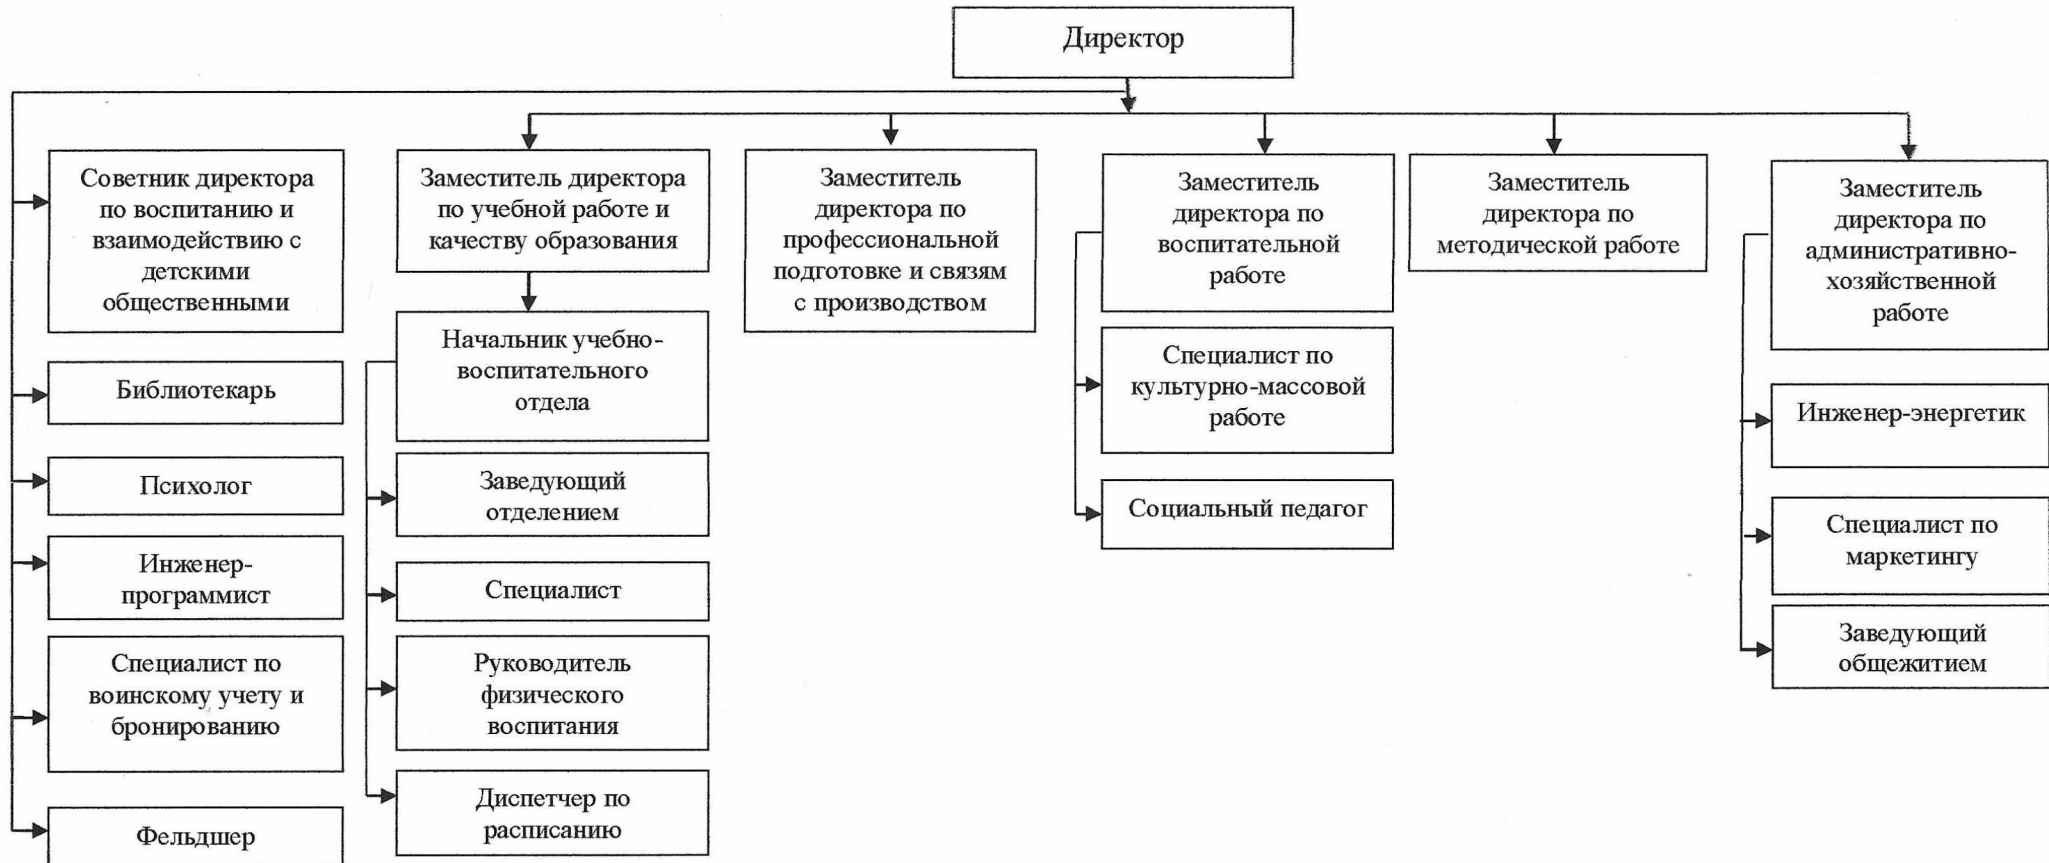 Директор
Советник директора
по воспитанию и
взаимодействию с
детскими
общественными
Библиотекарь
Психолог
Инженер-
программист
Специалист по
воинскому учету и
бронированию
Фельдшер
Заместитель директора
по учебной работе и
качеству образования
Начальник учебно-
воспитательного
отдела
Заведующий
отделением
Специалист
Руководитель
физического
воспитания
Диспетчер по
расписанию
Заместитель
директора по
профессиональной
подготовке и связям
с производством
Заместитель
директора по
воспитательной
работе
Специалист по
культурно-массовой
работе
Социальный педагог
Заместитель
директора по
методической работе
Заместитель
директора по
административно-
хозяйственной
работе
Инженер-энергетик
Специалист по
маркетингу
Заведующий
общежитием